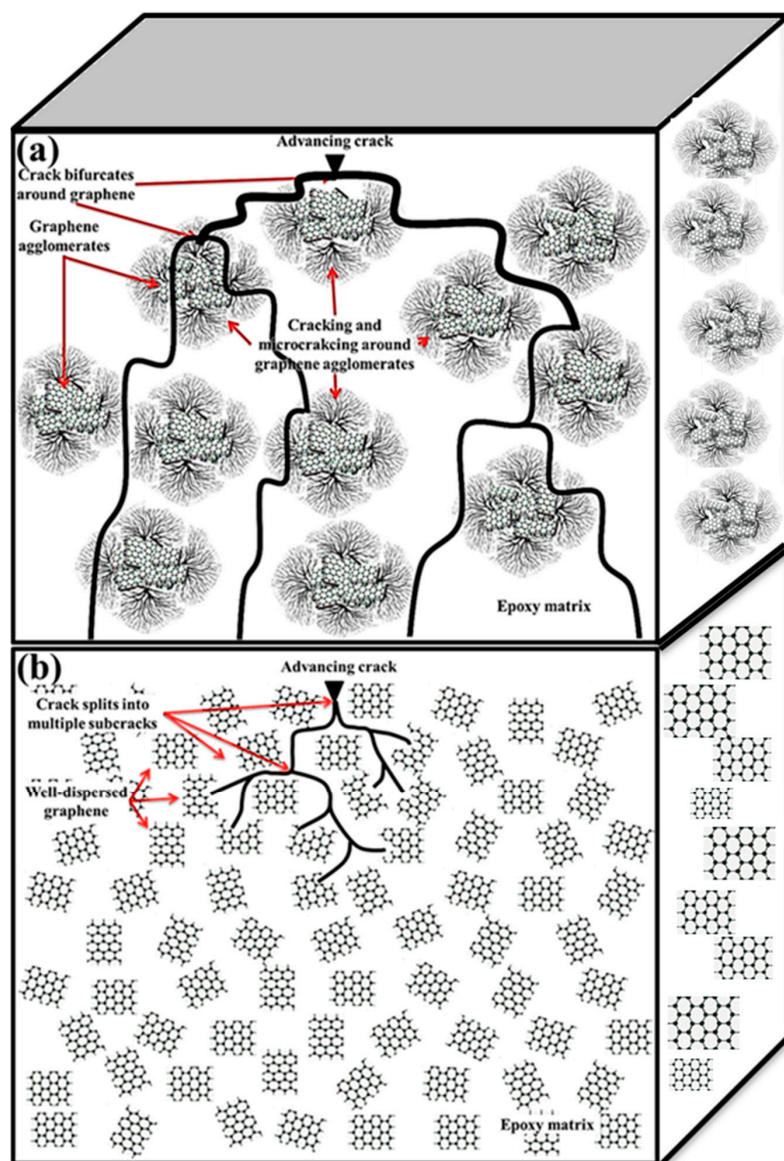 (a)
Advancing crack
Crack bifurcates
around graphene
Graphene
agglomerates
Cracking and
microcrakcing around
graphene agglomerates
Epoxy matrix
(b)
Advancing crack
Crack splits into
multiple subcracks
Well-dispersed
graphene
Epoxy matrix